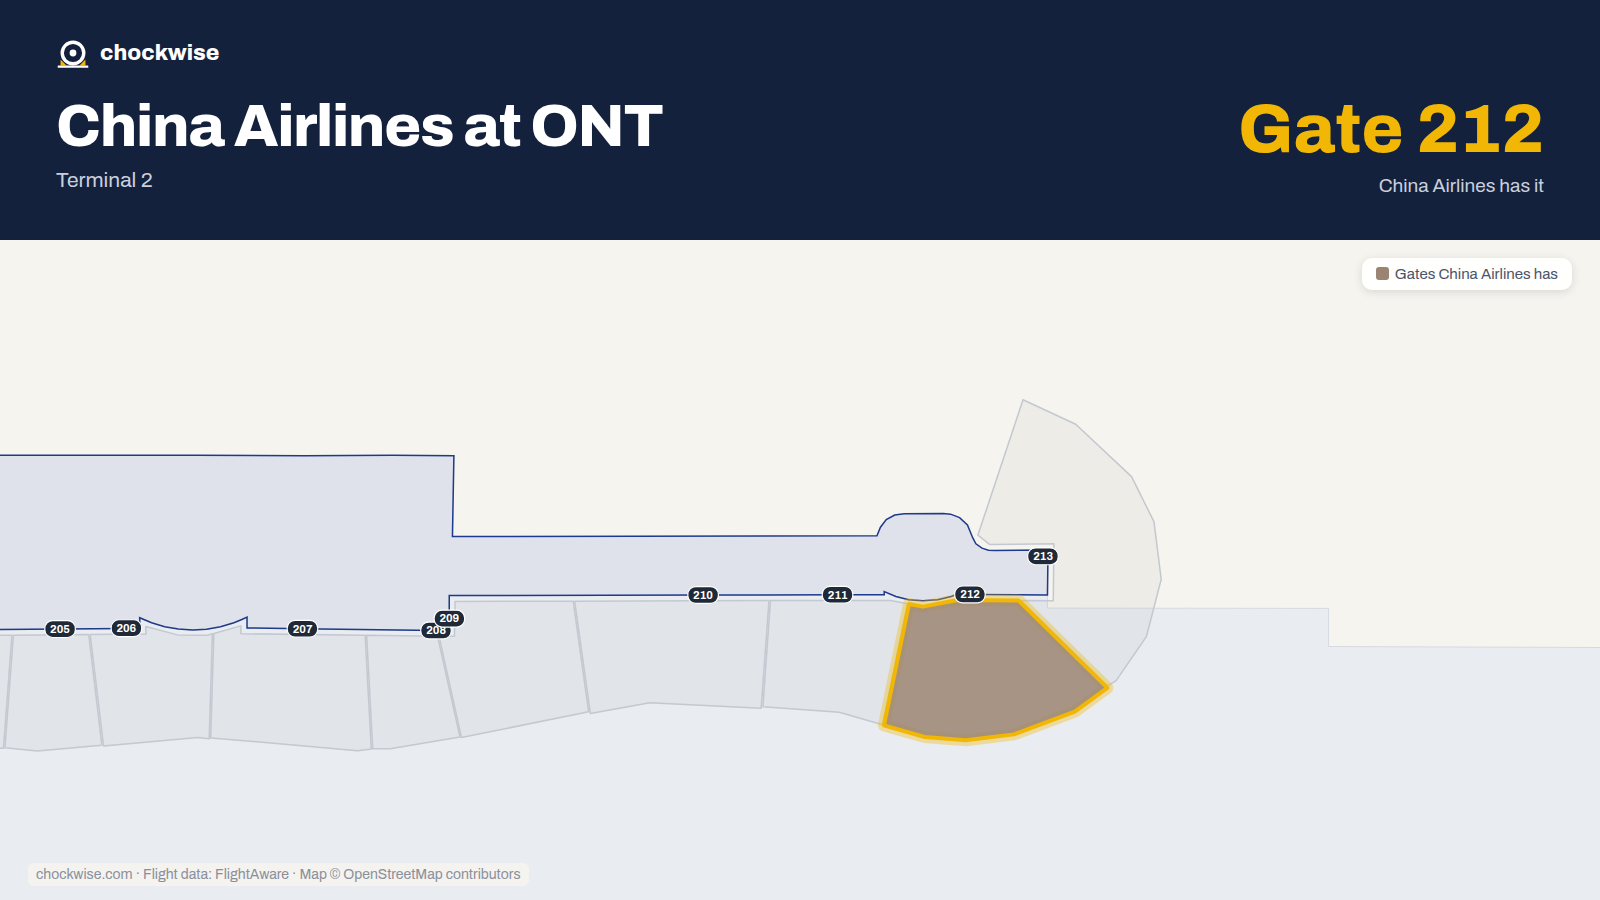 chockwise
China Airlines at ONT
Gate 212
Terminal 2
China Airlines has it
Gates China Airlines has
213
212
211
210
209
208
207
206
205
chockwise.com · Flight data: FlightAware · Map © OpenStreetMap contributors